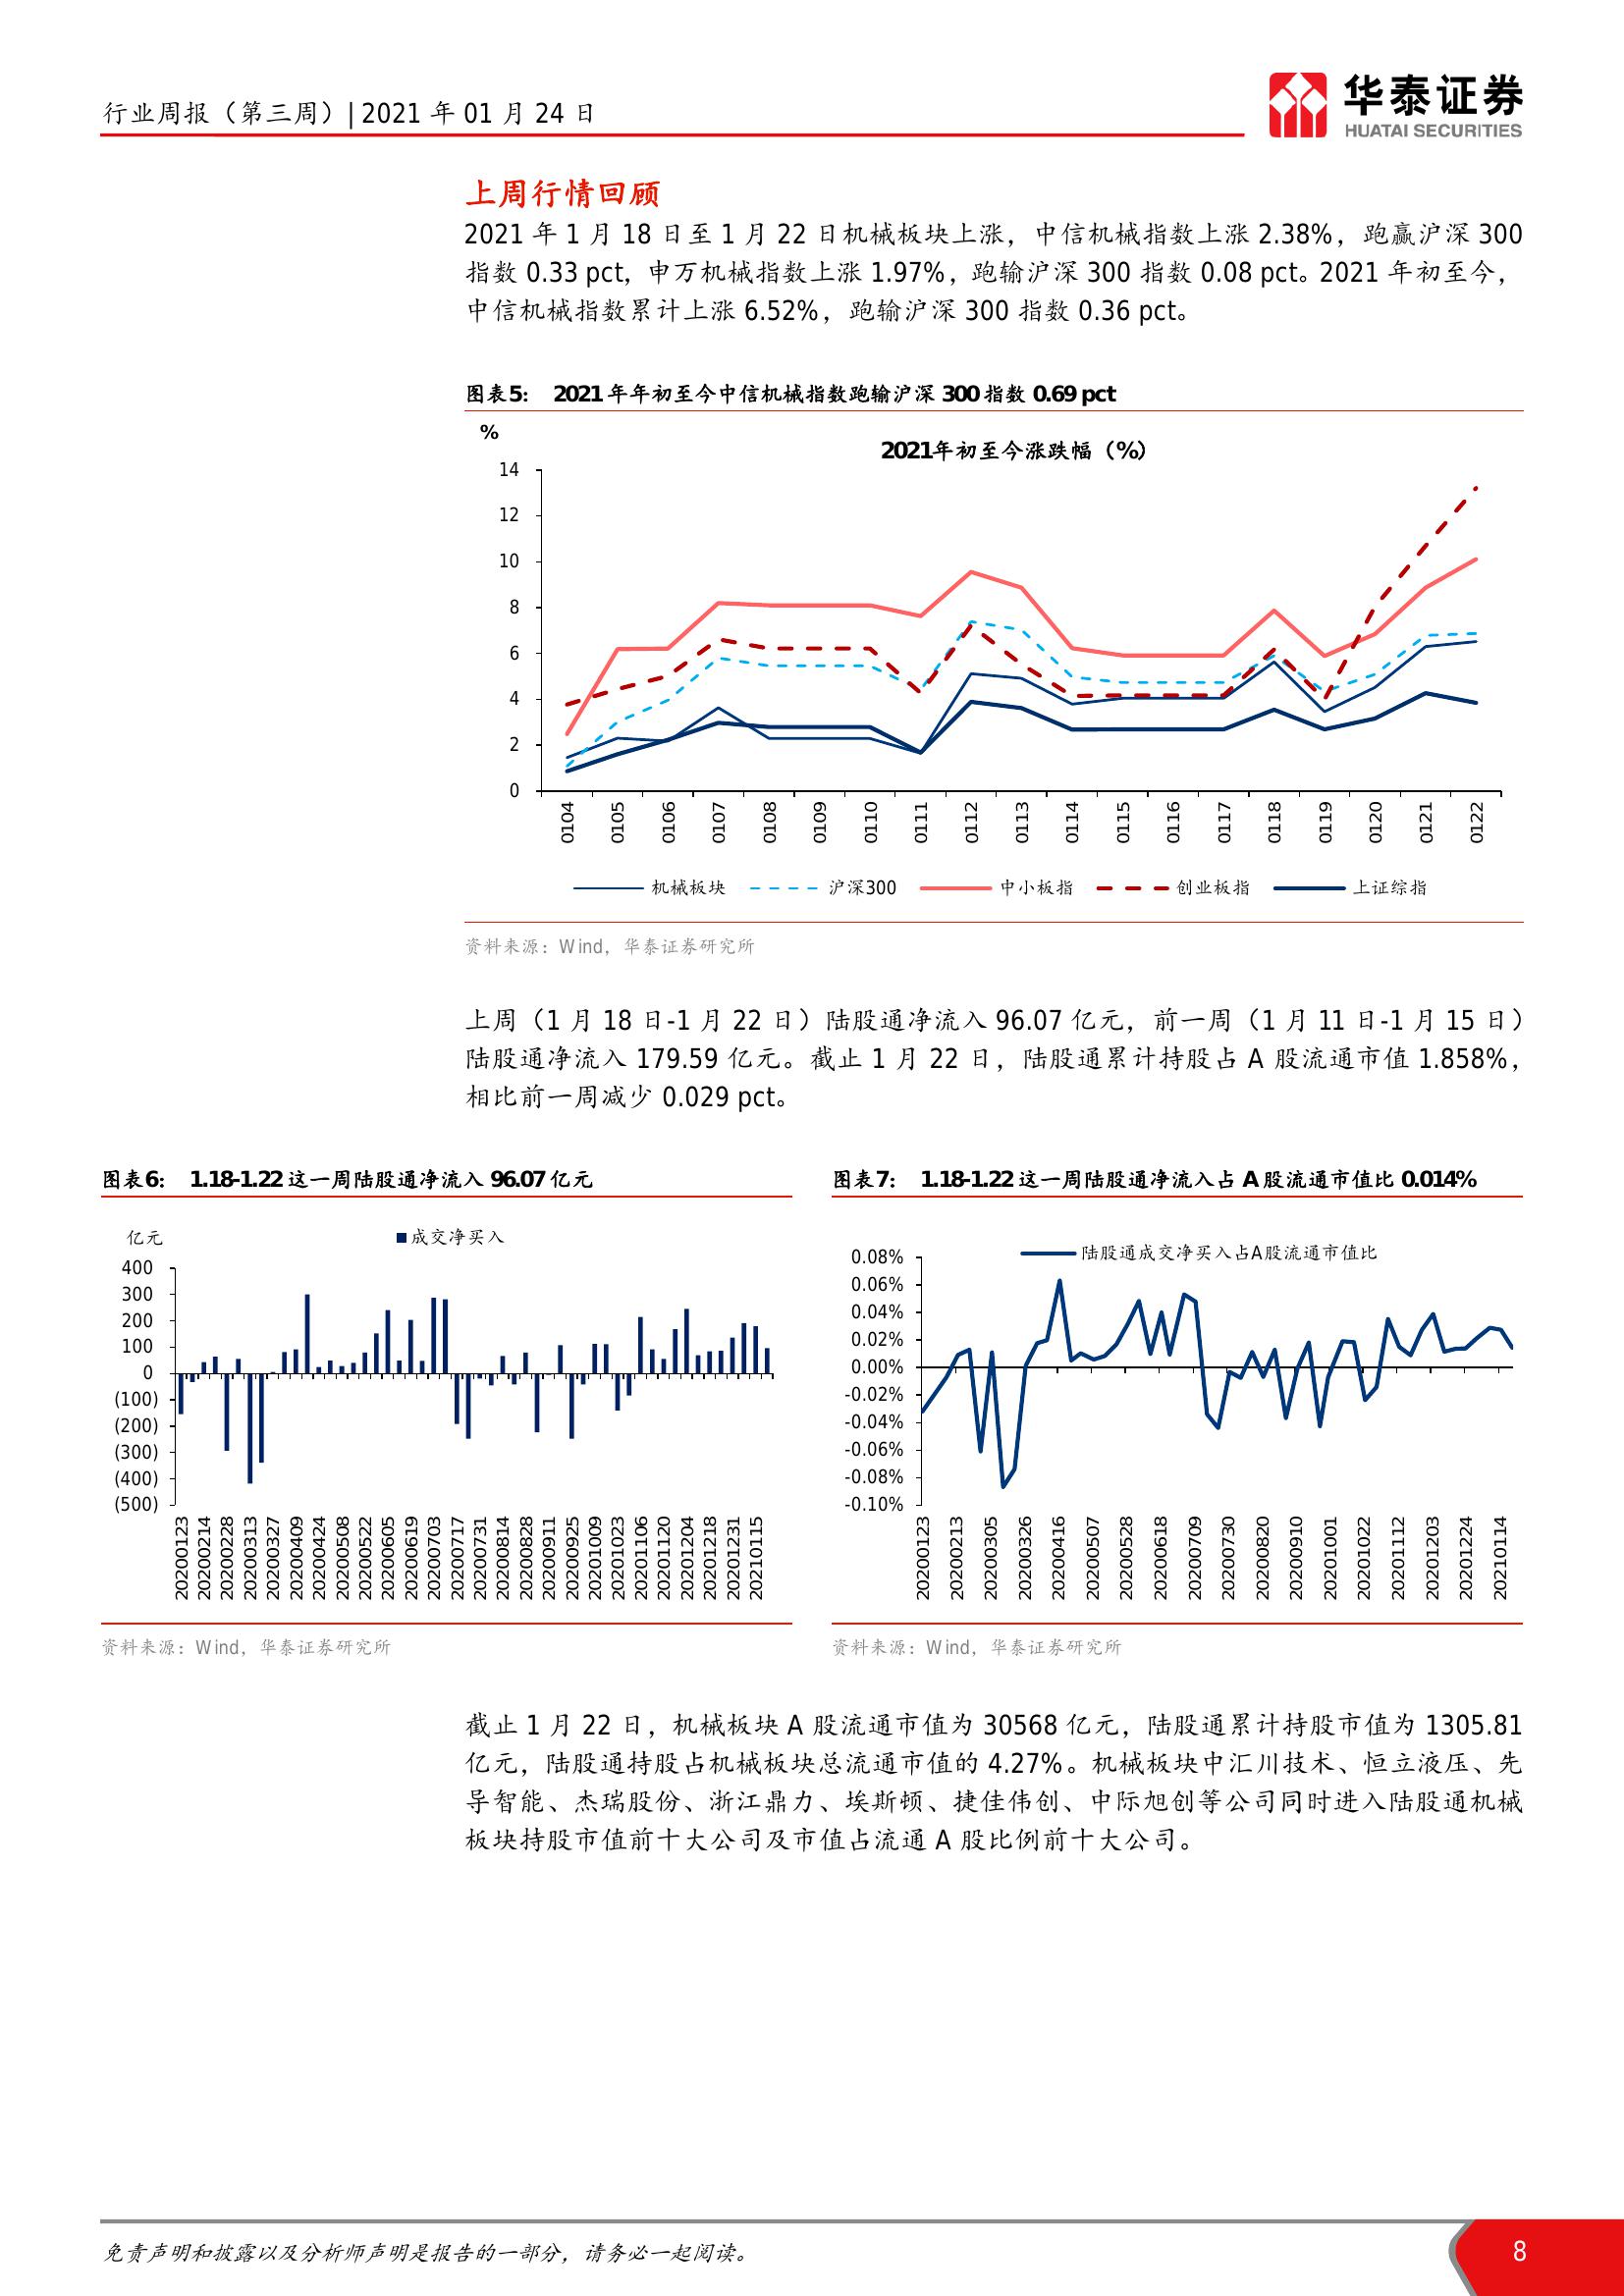 行业周报（第三周）|2021 年 01 月 24 日
华泰证券
HUATAI SECURITIES
上周行情回顾
2021 年 1 月 18 日至 1 月 22 日机械板块上涨，中信机械指数上涨 2.38%，跑赢沪深 300
指数 0.33 pct，申万机械指数上涨 1.97%，跑输沪深 300 指数 0.08 pct。2021 年初至今，
中信机械指数累计上涨 6.52%，跑输沪深 300 指数 0.36 pct。
图表5： 2021 年年初至今中信机械指数跑输沪深 300 指数 0.69 pct
%
2021年初至今涨跌幅（%）
14
12
10
8
6
4
2
0
0104 0105 0106 0107 0108 0109 0110 0111 0112 0113 0114 0115 0116 0117 0118 0119 0120 0121 0122
机械板块 沪深300 中小板指 创业板指 上证综指
资料来源：Wind，华泰证券研究所
上周（1 月 18 日-1 月 22 日）陆股通净流入 96.07 亿元，前一周（1 月 11 日-1 月 15 日）
陆股通净流入 179.59 亿元。截止 1 月 22 日，陆股通累计持股占 A 股流通市值 1.858%，
相比前一周减少 0.029 pct。
图表6： 1.18-1.22 这一周陆股通净流入 96.07 亿元
亿元
成交净买入
400
300
200
100
0
(100)
(200)
(300)
(400)
(500)
20200123 20200214 20200228 20200313 20200327 20200409 20200424 20200508 20200522 20200605 20200619 20200703 20200717 20200731 20200814 20200828 20200911 20200925 20201009 20201023 20201106 20201120 20201204 20201218 20201231 20210115
资料来源：Wind，华泰证券研究所
图表7： 1.18-1.22 这一周陆股通净流入占 A 股流通市值比 0.014%
陆股通成交净买入占A股流通市值比
0.08%
0.06%
0.04%
0.02%
0.00%
-0.02%
-0.04%
-0.06%
-0.08%
-0.10%
20200123 20200213 20200305 20200326 20200416 20200507 20200528 20200618 20200709 20200730 20200820 20200910 20201001 20201022 20201112 20201203 20201224 20210114
资料来源：Wind，华泰证券研究所
截止 1 月 22 日，机械板块 A 股流通市值为 30568 亿元，陆股通累计持股市值为 1305.81
亿元，陆股通持股占机械板块总流通市值的 4.27%。机械板块中汇川技术、恒立液压、先
导智能、杰瑞股份、浙江鼎力、埃斯顿、捷佳伟创、中际旭创等公司同时进入陆股通机械
板块持股市值前十大公司及市值占流通 A 股比例前十大公司。
免责声明和披露以及分析师声明是报告的一部分，请务必一起阅读。
8